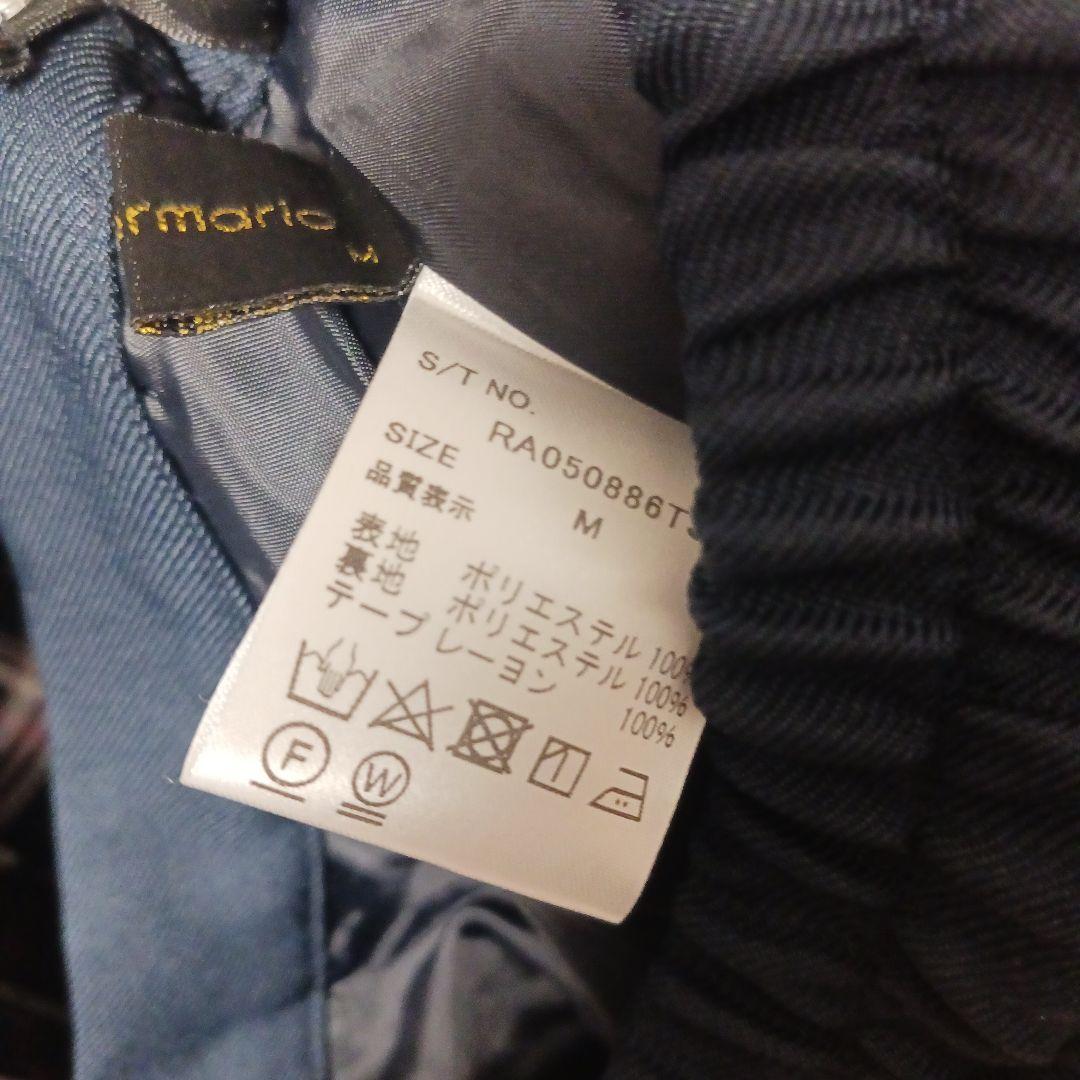 armario
M
S/T NO.
RA050886T
SIZE M
品質表示
表地 ポリエステル 100%
裏地 ポリエステル 100%
テープ レーヨン 100%
F W